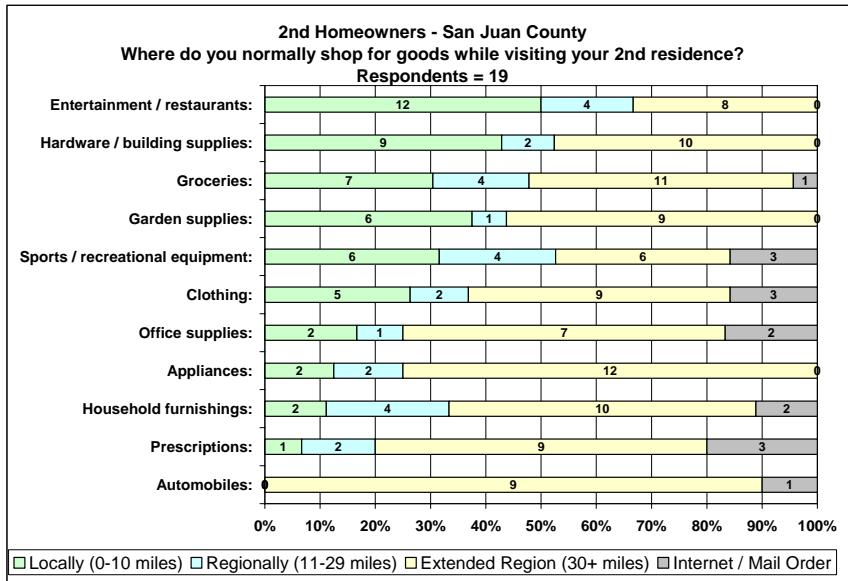 2nd Homeowners - San Juan County
Where do you normally shop for goods while visiting your 2nd residence?
Respondents = 19
Entertainment / restaurants: 12 4 8 0
Hardware / building supplies: 9 2 10 0
Groceries: 7 4 11 1
Garden supplies: 6 1 9 0
Sports / recreational equipment: 6 4 6 3
Clothing: 5 2 9 3
Office supplies: 2 1 7 2
Appliances: 2 2 12 0
Household furnishings: 2 4 10 2
Prescriptions: 1 2 9 3
Automobiles: 0 9 1
0% 10% 20% 30% 40% 50% 60% 70% 80% 90% 100%
Locally (0-10 miles) Regionally (11-29 miles) Extended Region (30+ miles) Internet / Mail Order